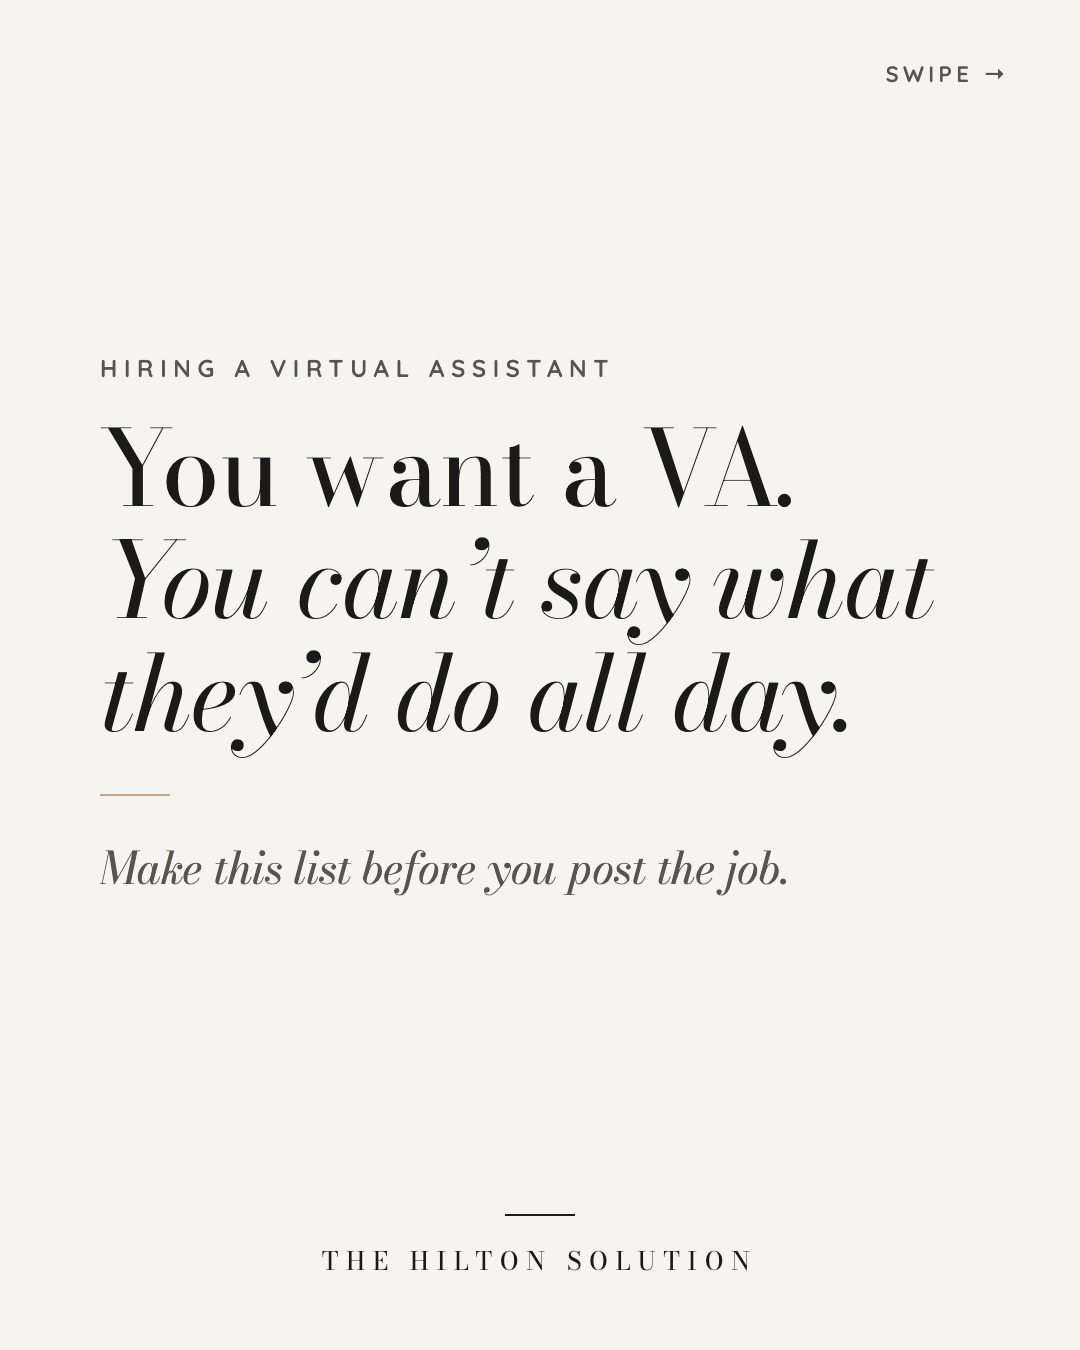 SWIPE →
HIRING A VIRTUAL ASSISTANT
You want a VA.
You can’t say what
they’d do all day.
Make this list before you post the job.
THE HILTON SOLUTION